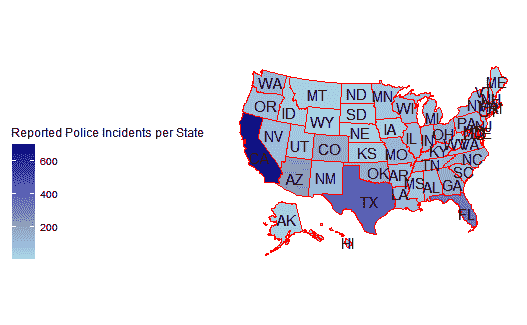 Reported Police Incidents per State
600
400
200
WA
MT
ND
MN
ME
OR
ID
SD
WI
MI
WY
IA
NE
NV
UT
CO
KS
MO
IL
IN
OH
KY
WV
VA
AZ
NM
OK
AR
TN
NC
SC
MS
AL
GA
TX
LA
FL
AK
HI